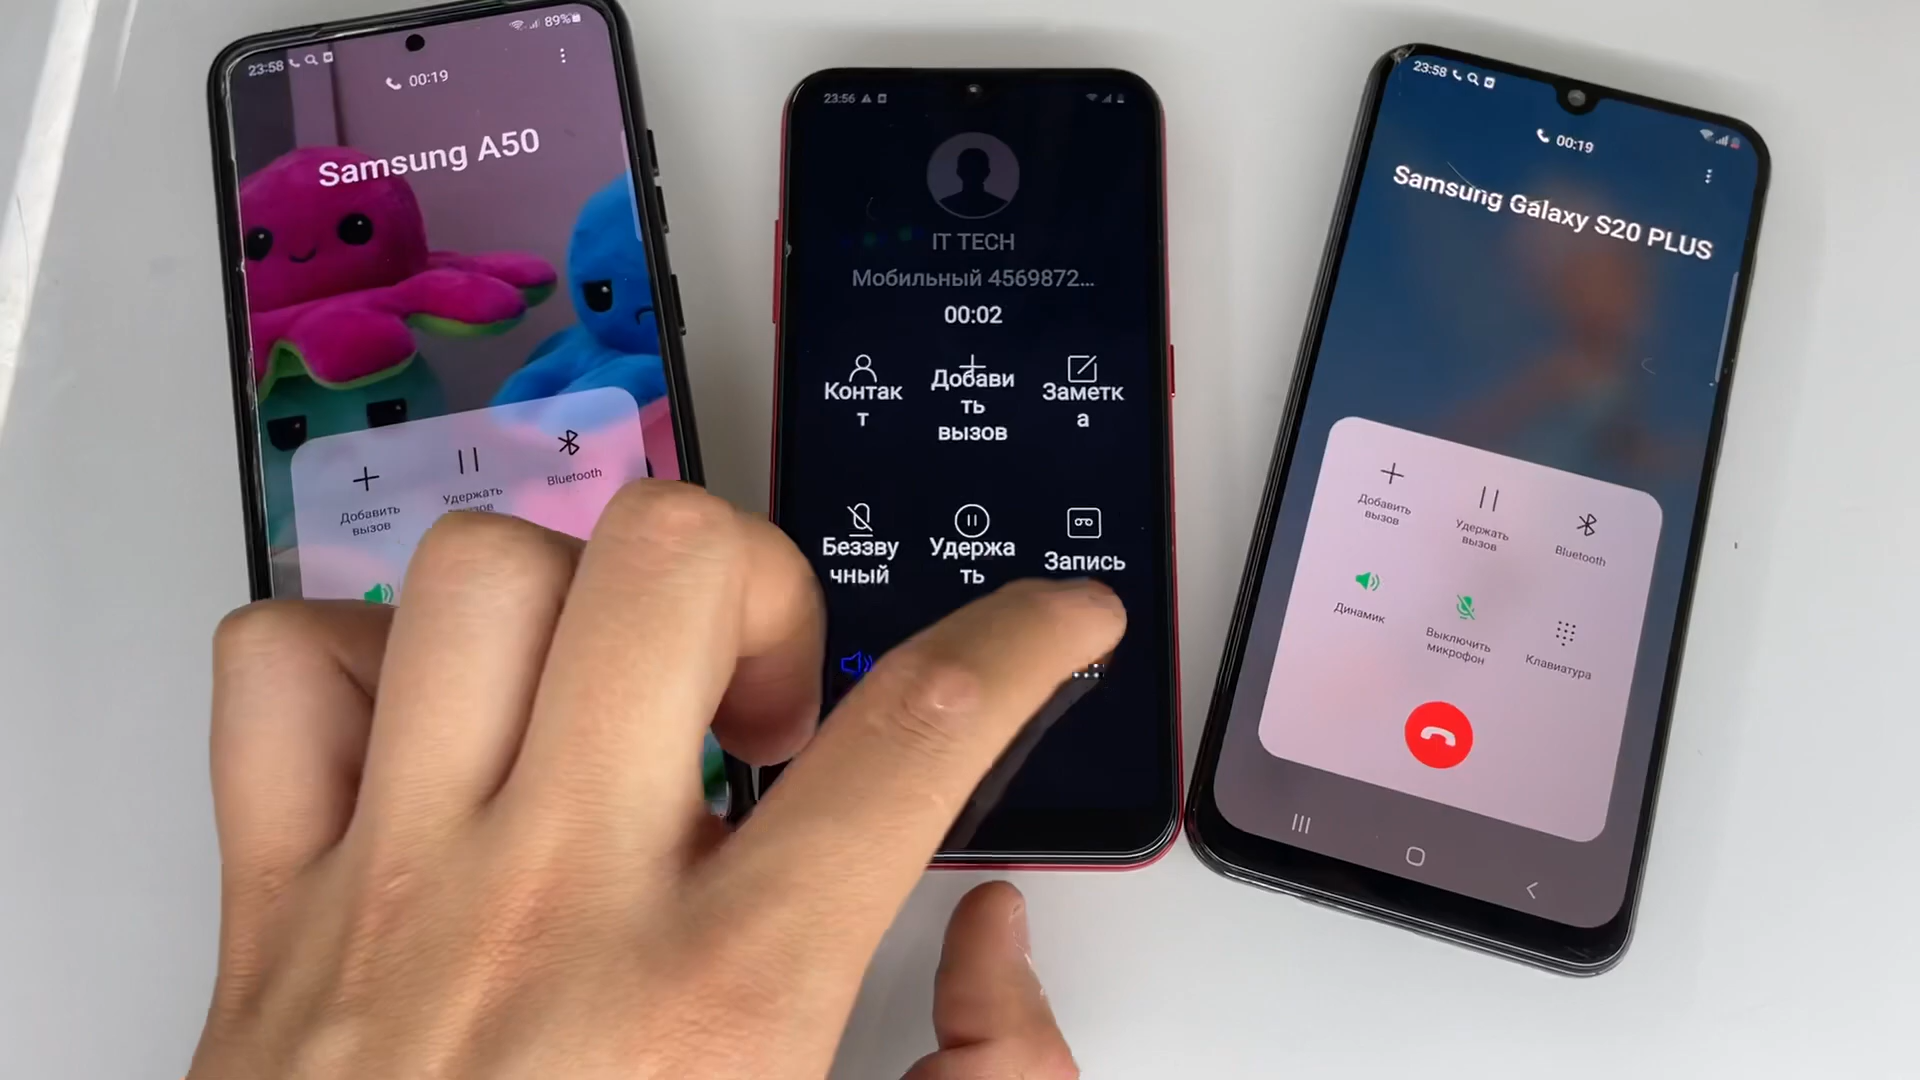 23:58
89%
00:19
Samsung A50
Добавить
вызов
Удержать
Bluetooth
23:56
IT TECH
Мобильный 4569872...
00:02
Контак
т
Добави
ть
вызов
Заметк
а
Беззву
чный
Удержа
ть
Запись
23:58
00:19
Samsung Galaxy S20 PLUS
Добавить
вызов
Удержать
вызов
Bluetooth
Динамик
Выключить
микрофон
Клавиатура